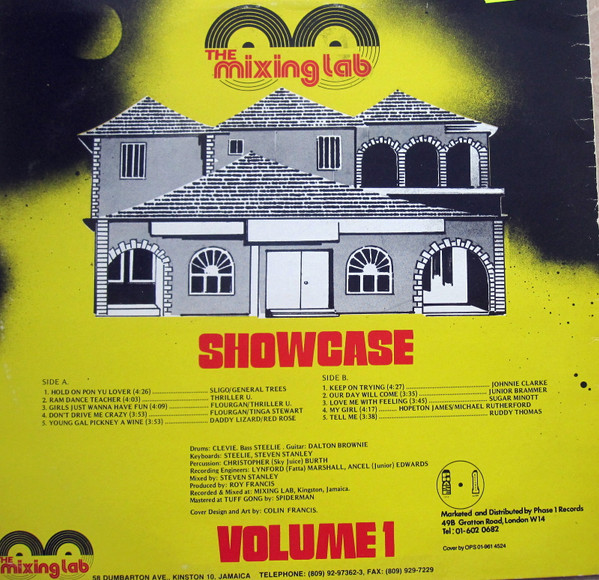 THE
mixing lab
SHOWCASE
SIDE A.
1. HOLD ON PON YU LOVER (4:26) SLIGO/GENERAL TREES
2. RAM DANCE TEACHER (4:03) THRILLER U.
3. GIRLS JUST WANNA HAVE FUN (4:09) FLOURGAN/THRILLER U.
4. DON'T DRIVE ME CRAZY (3:53) FLOURGAN/TINGA STEWART
5. YOUNG GAL PICKNEY A WINE (3:53) DADDY LIZARD/RED ROSE
SIDE B.
1. KEEP ON TRYING (4:27) JOHNNIE CLARKE
2. OUR DAY WILL COME (3:35) JUNIOR BRAMMER
3. LOVE ME WITH FEELING (3:45) SUGAR MINOTT
4. MY GIRL (4:17) HOPETON JAMES/MICHAEL RUTHERFORD
5. TELL ME (3:38) RUDDY THOMAS
Drums: CLEVIE. Bass STEELIE . Guitar: DALTON BROWNIE
Keyboards: STEELIE, STEVEN STANLEY
Percussion: CHRISTOPHER (Sky Juice) BURTH
Recording Engineers: LYNFORD (Fatta) MARSHALL, ANCEL (Junior) EDWARDS
Mixed by: STEVEN STANLEY
Produced by: ROY FRANCIS
Recorded & Mixed at: MIXING LAB, Kingston, Jamaica.
Mastered at TUFF GONG by: SPIDERMAN
Cover Design and Art by: COLIN FRANCIS.
Marketed and Distributed by Phase 1 Records
49B Gratton Road, London W14
Tel: 01-602 0682
Cover by OPS 01-961 4524
VOLUME 1
THE
mixing lab
58 DUMBARTON AVE., KINSTON 10, JAMAICA TELEPHONE: (809) 92-97362-3, FAX: (809) 929-7229